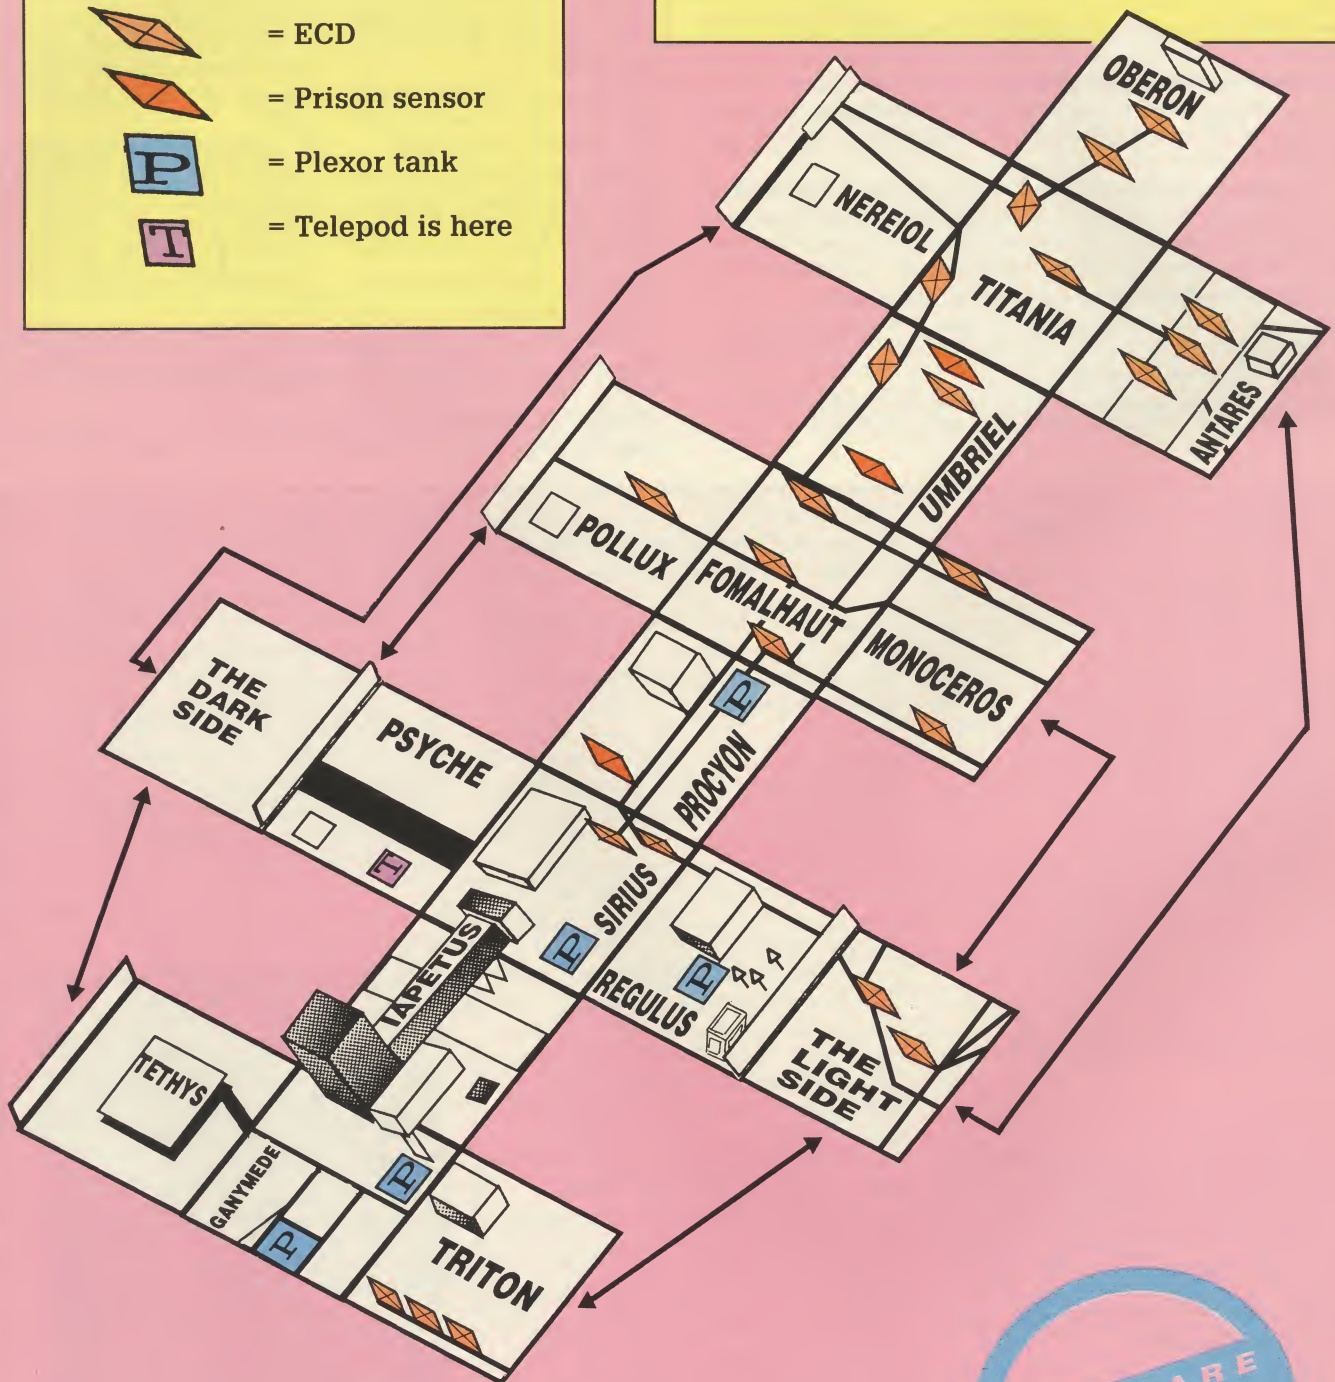 = ECD
= Prison sensor
P
= Plexor tank
T
= Telepod is here
OBERON
NEREIOL
TITANIA
ANTARES
UMBRIEL
POLLUX
FOMALHAUT
MONOCEROS
THE
DARK
SIDE
PSYCHE
P
PROCYON
T
SIRIUS
P
IAPETUS
REGULUS
P
THE
LIGHT
SIDE
TETHYS
GANYMEDE
P
P
TRITON